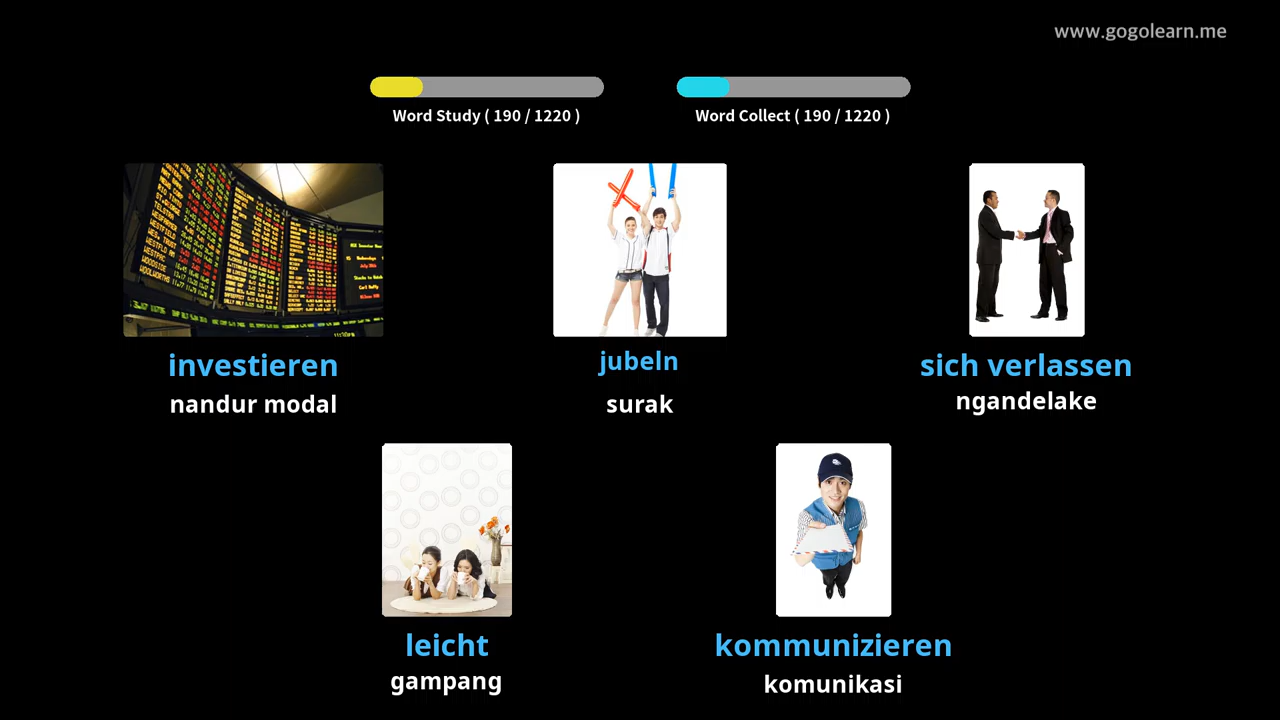 www.gogolearn.me
Word Study ( 190 / 1220 )
Word Collect ( 190 / 1220 )
investieren
nandur modal
jubeln
surak
sich verlassen
ngandelake
leicht
gampang
kommunizieren
komunikasi